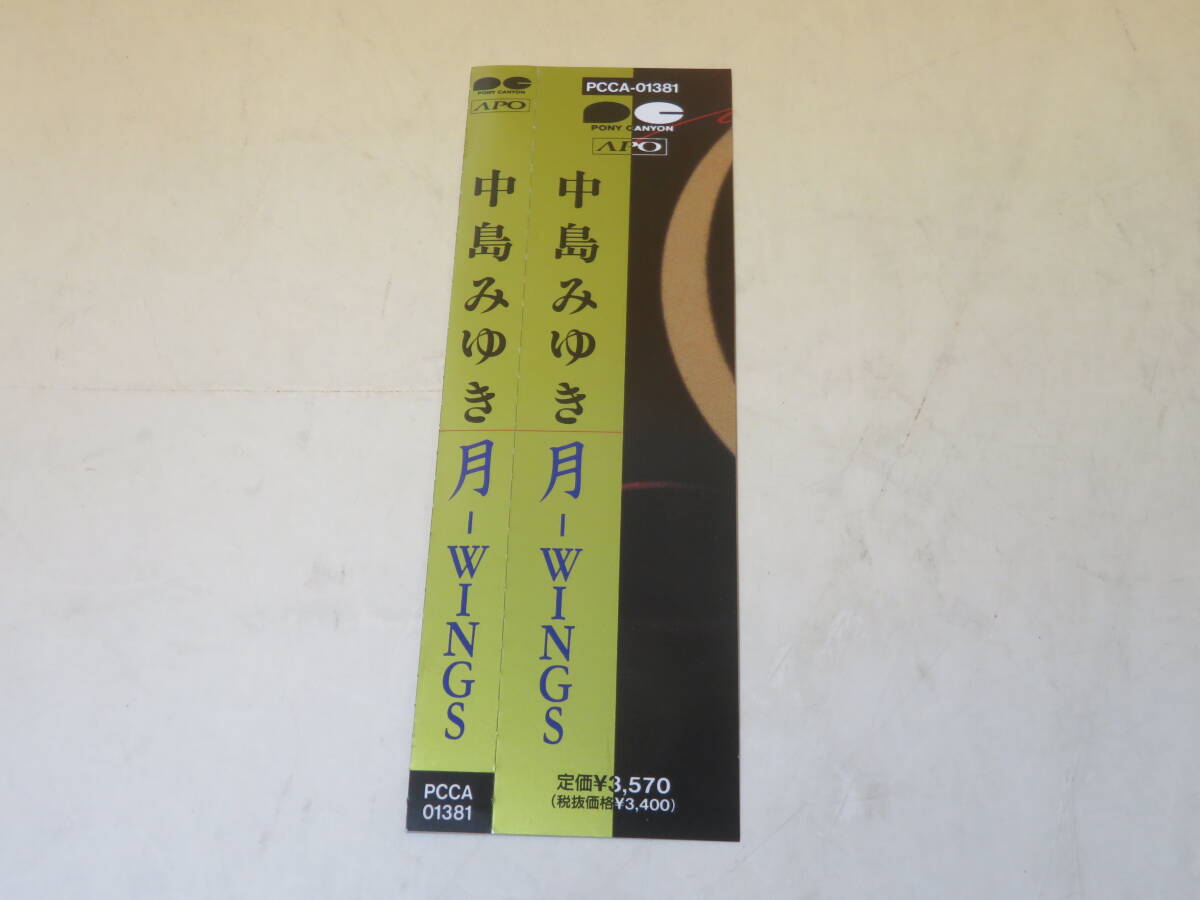 PONY CANYON
APO
中島みゆき
月-WINGS
PCCA
01381
PCCA-01381
PONY CANYON
APO
中島みゆき
月-WINGS
定価¥3,570
(税抜価格¥3,400)